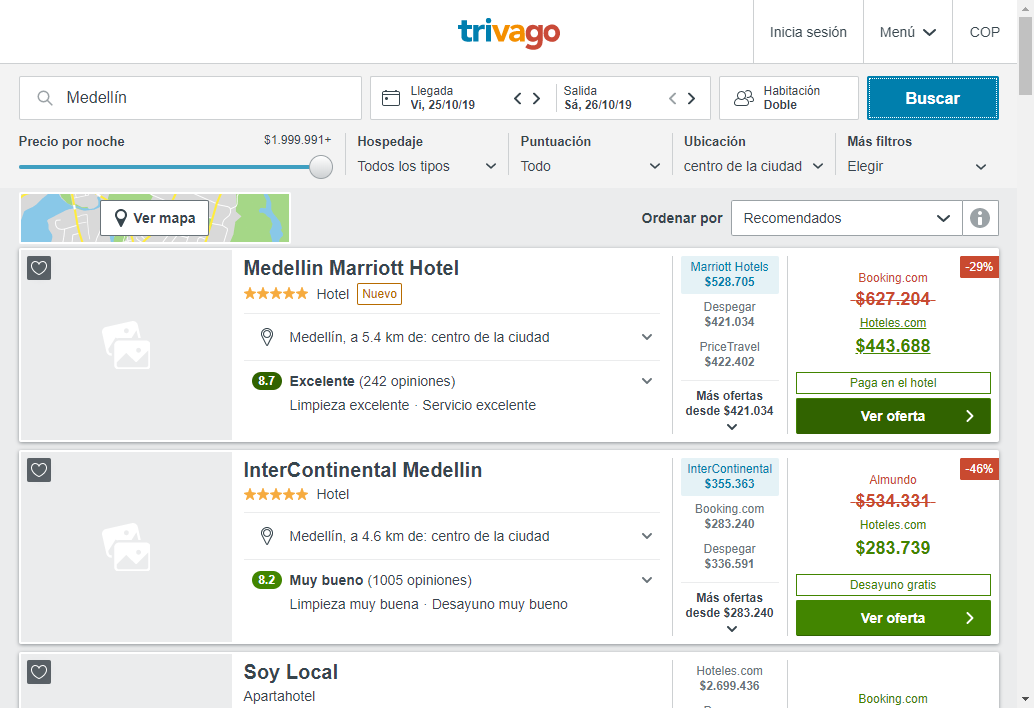 trivago
Inicia sesión
Menú
COP
Medellín
Llegada
Vi, 25/10/19
Salida
Sá, 26/10/19
Habitación
Doble
Buscar
Precio por noche
$1.999.991+
Hospedaje
Todos los tipos
Puntuación
Todo
Ubicación
centro de la ciudad
Más filtros
Elegir
Ver mapa
Ordenar por
Recomendados
Medellin Marriott Hotel
Hotel
Nuevo
Medellín, a 5.4 km de: centro de la ciudad
8.7 Excelente (242 opiniones)
Limpieza excelente · Servicio excelente
Marriott Hotels
$528.705
Despegar
$421.034
PriceTravel
$422.402
Más ofertas
desde $421.034
-29%
Booking.com
$627.204
Hoteles.com
$443.688
Paga en el hotel
Ver oferta
InterContinental Medellin
Hotel
Medellín, a 4.6 km de: centro de la ciudad
8.2 Muy bueno (1005 opiniones)
Limpieza muy buena · Desayuno muy bueno
InterContinental
$355.363
Booking.com
$283.240
Despegar
$336.591
Más ofertas
desde $283.240
-46%
Almundo
$534.331
Hoteles.com
$283.739
Desayuno gratis
Ver oferta
Soy Local
Apartahotel
Hoteles.com
$2.699.436
Booking.com